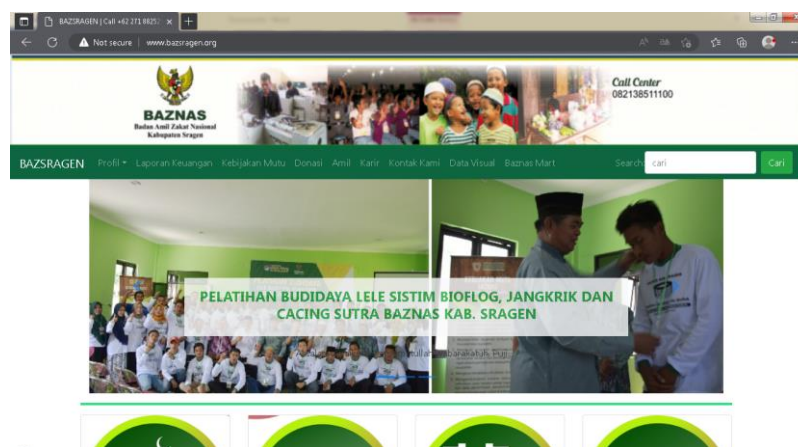 BAZSRAGEN | Call +62 271 8825
Not secure
www.bazsragen.org
BAZNAS
Badan Amil Zakat Nasional
Kabupaten Sragen
Call Center
082138511100
BAZSRAGEN Profil Laporan Keuangan Kebijakan Mutu Donasi Amil Karir Kontak Kami Data Visual Baznas Mart Search cari Cari
PELATIHAN BUDIDAYA LELE SISTIM BIOFLOG, JANGKRIK DAN
CACING SUTRA BAZNAS KAB. SRAGEN